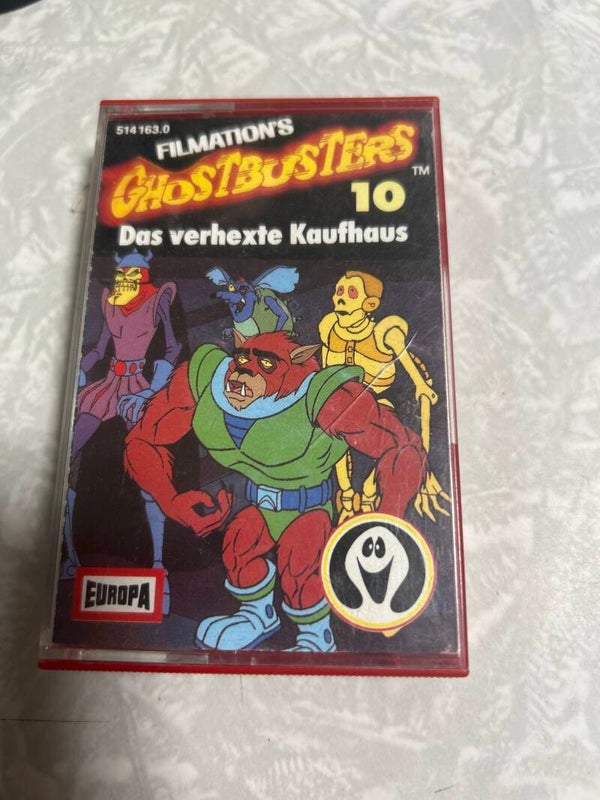 514 163.0
FILMATION'S
GHOSTBUSTERS
TM
10
Das verhexte Kaufhaus
EUROPA